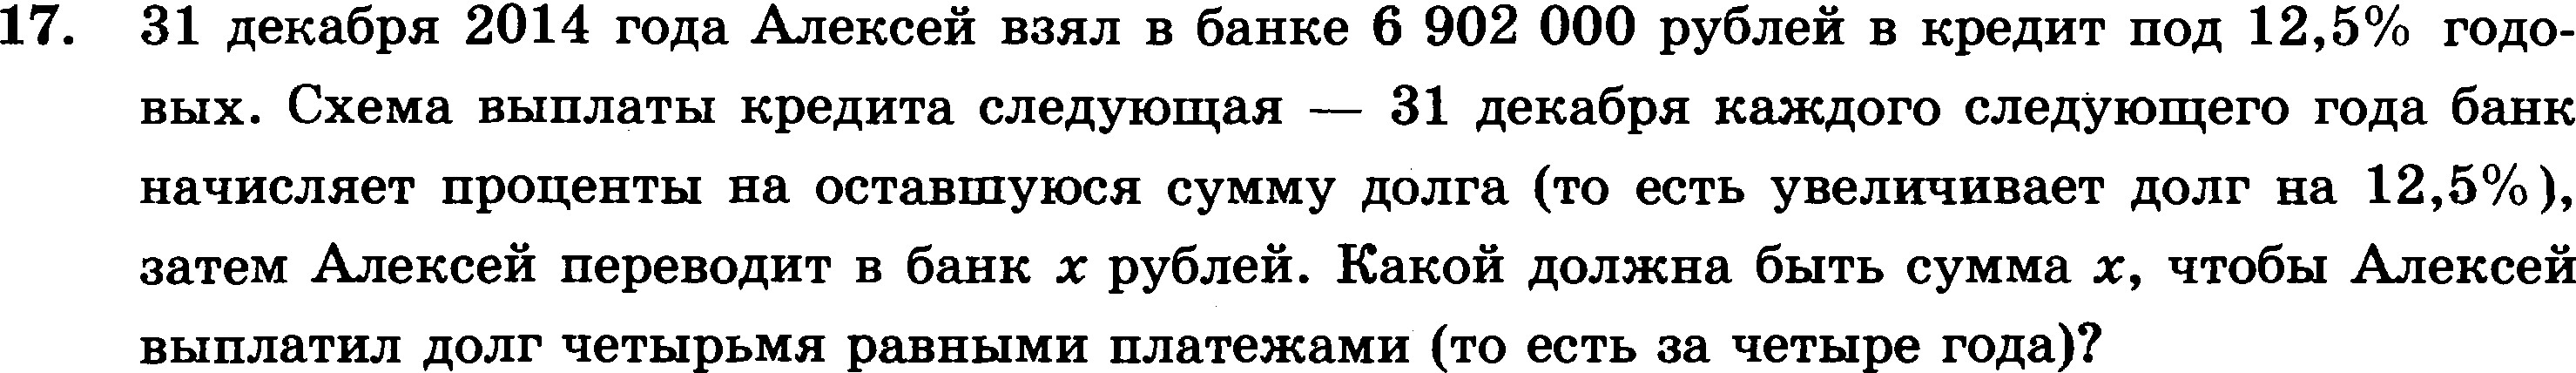 17. 31 декабря 2014 года Алексей взял в банке 6 902 000 рублей в кредит под 12,5% годо-
вых. Схема выплаты кредита следующая — 31 декабря каждого следующего года банк
начисляет проценты на оставшуюся сумму долга (то есть увеличивает долг на 12,5%),
затем Алексей переводит в банк x рублей. Какой должна быть сумма x, чтобы Алексей
выплатил долг четырьмя равными платежами (то есть за четыре года)?